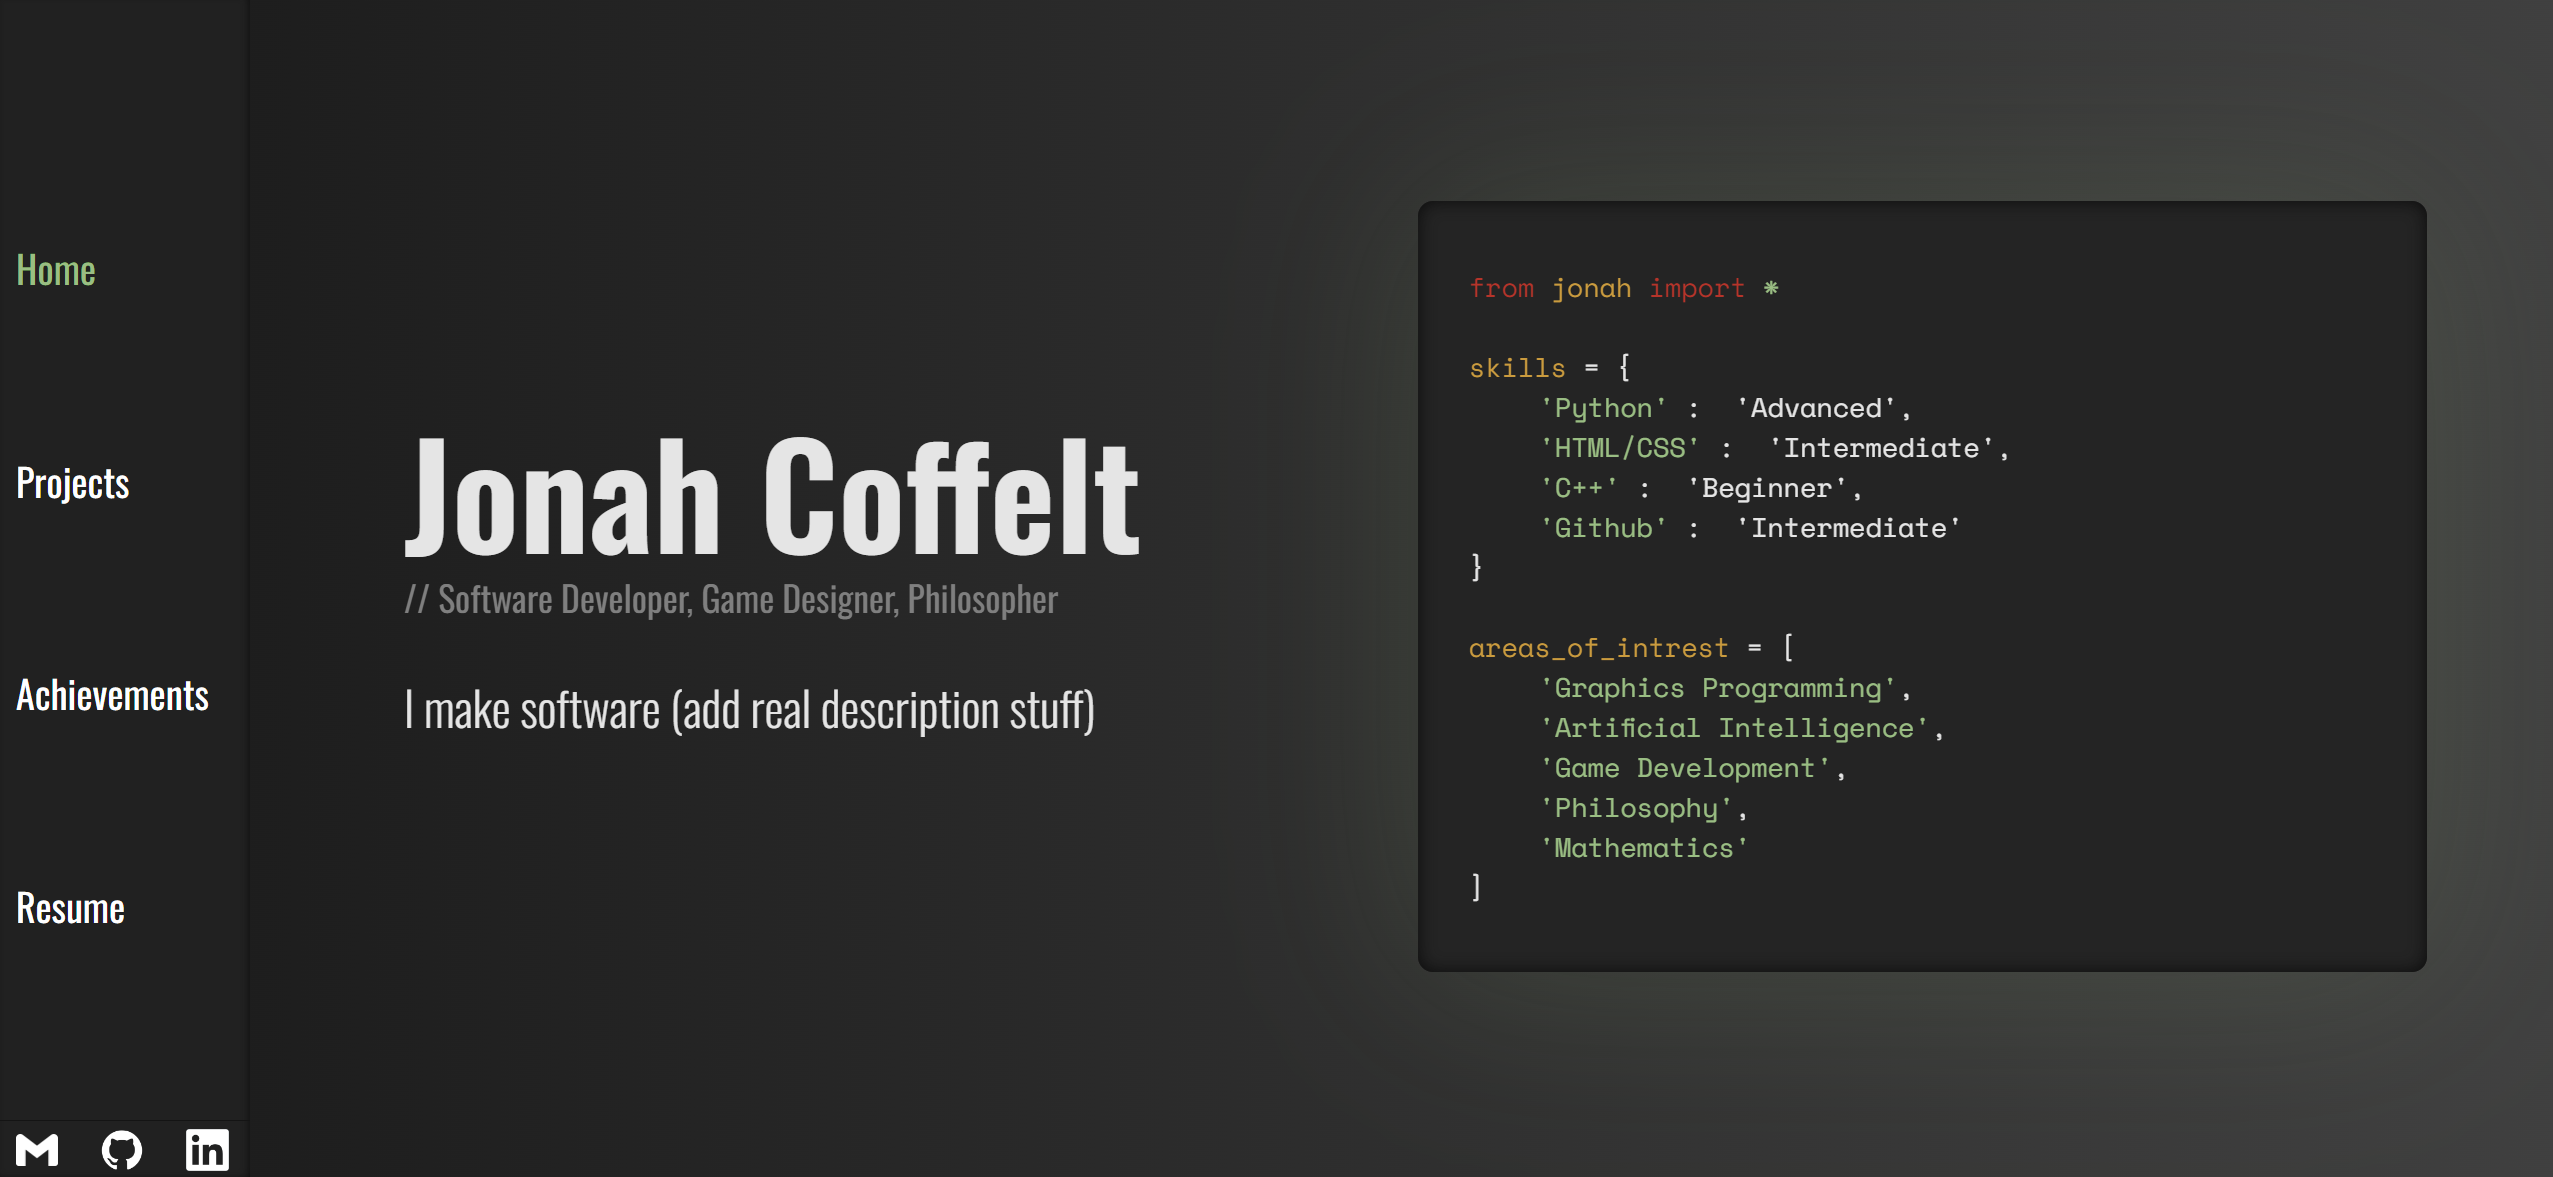 Home
Projects
Achievements
Resume
Jonah Coffelt
// Software Developer, Game Designer, Philosopher
I make software (add real description stuff)
from jonah import *
skills = {
'Python' : 'Advanced',
'HTML/CSS' : 'Intermediate',
'C++' : 'Beginner',
'Github' : 'Intermediate'
}
areas_of_intrest = [
'Graphics Programming',
'Artificial Intelligence',
'Game Development',
'Philosophy',
'Mathematics'
]
in